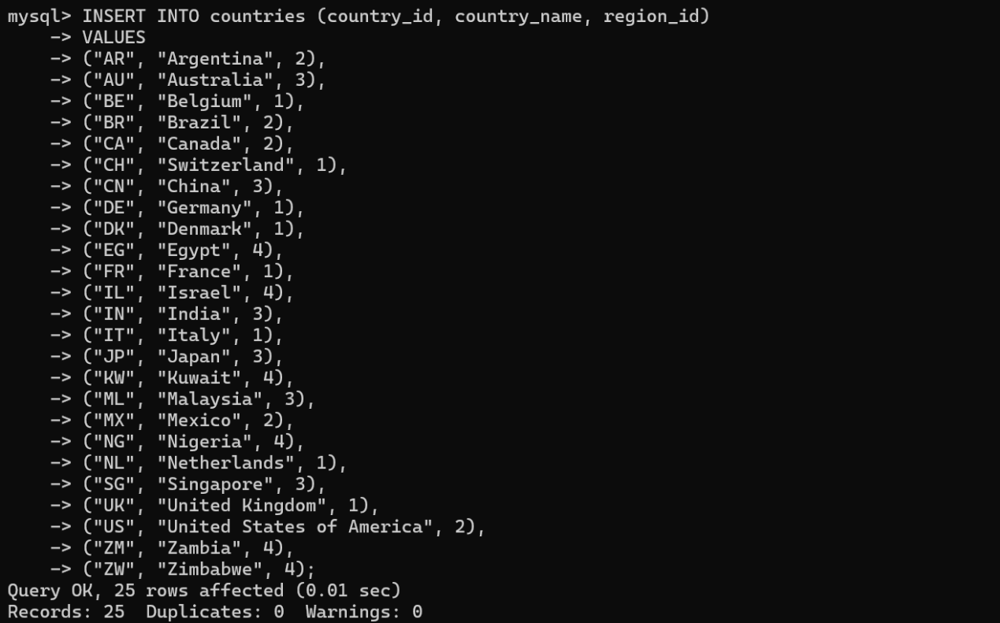 mysql> INSERT INTO countries (country_id, country_name, region_id)
    -> VALUES
    -> ("AR", "Argentina", 2),
    -> ("AU", "Australia", 3),
    -> ("BE", "Belgium", 1),
    -> ("BR", "Brazil", 2),
    -> ("CA", "Canada", 2),
    -> ("CH", "Switzerland", 1),
    -> ("CN", "China", 3),
    -> ("DE", "Germany", 1),
    -> ("DK", "Denmark", 1),
    -> ("EG", "Egypt", 4),
    -> ("FR", "France", 1),
    -> ("IL", "Israel", 4),
    -> ("IN", "India", 3),
    -> ("IT", "Italy", 1),
    -> ("JP", "Japan", 3),
    -> ("KW", "Kuwait", 4),
    -> ("ML", "Malaysia", 3),
    -> ("MX", "Mexico", 2),
    -> ("NG", "Nigeria", 4),
    -> ("NL", "Netherlands", 1),
    -> ("SG", "Singapore", 3),
    -> ("UK", "United Kingdom", 1),
    -> ("US", "United States of America", 2),
    -> ("ZM", "Zambia", 4),
    -> ("ZW", "Zimbabwe", 4);
Query OK, 25 rows affected (0.01 sec)
Records: 25  Duplicates: 0  Warnings: 0